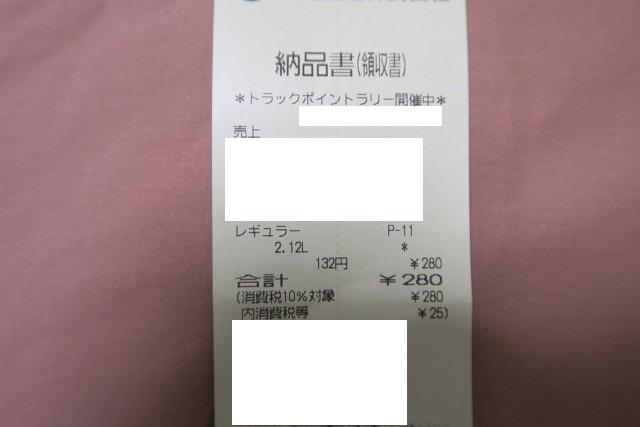 納品書(領収書)
*トラックポイントラリー開催中*
売上
レギュラー P-11
2.12L *
132円 ¥280
合計 ¥280
(消費税10%対象 ¥280
内消費税等 ¥25)